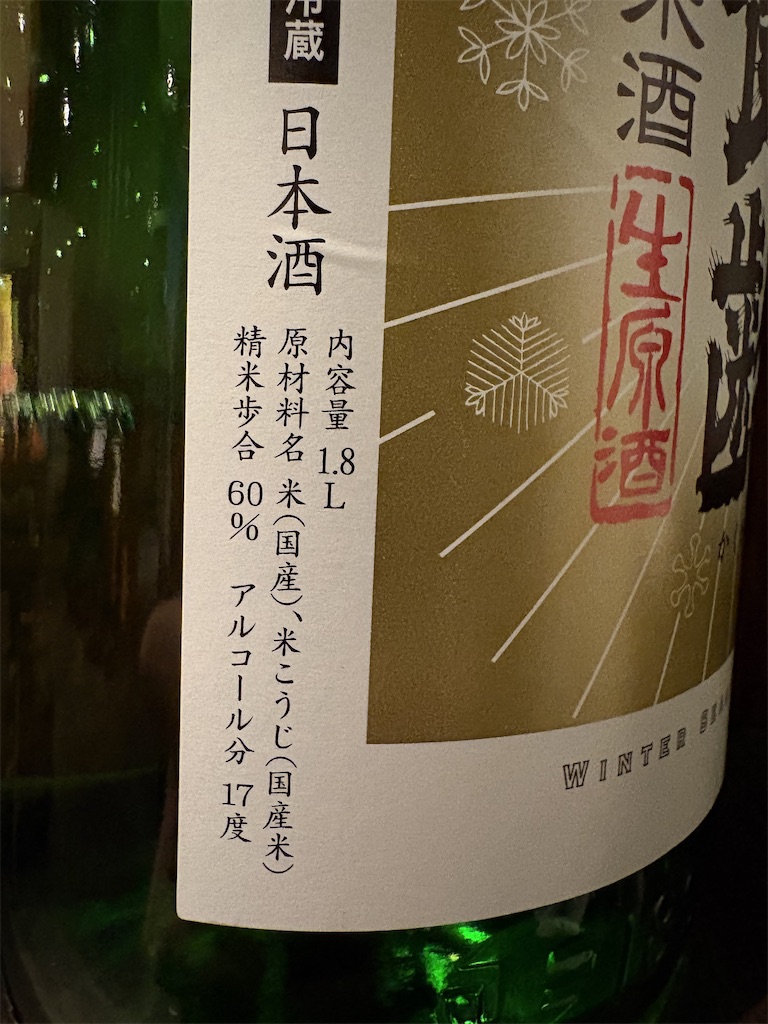 冷蔵
日本酒
内容量 1.8L
原材料名 米(国産)、米こうじ(国産米)
精米歩合 60% アルコール分 17度
米酒
生原酒
か
WINTER